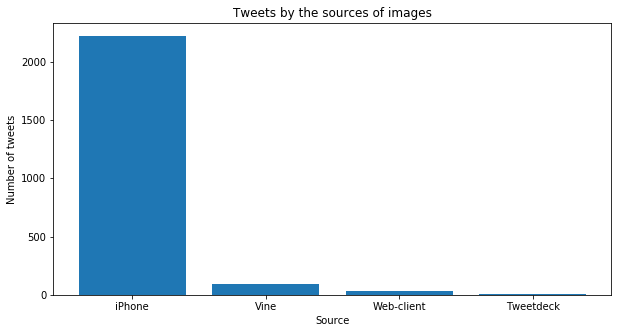 Tweets by the sources of images
Number of tweets
2000
1500
1000
500
0
iPhone
Vine
Web-client
Tweetdeck
Source